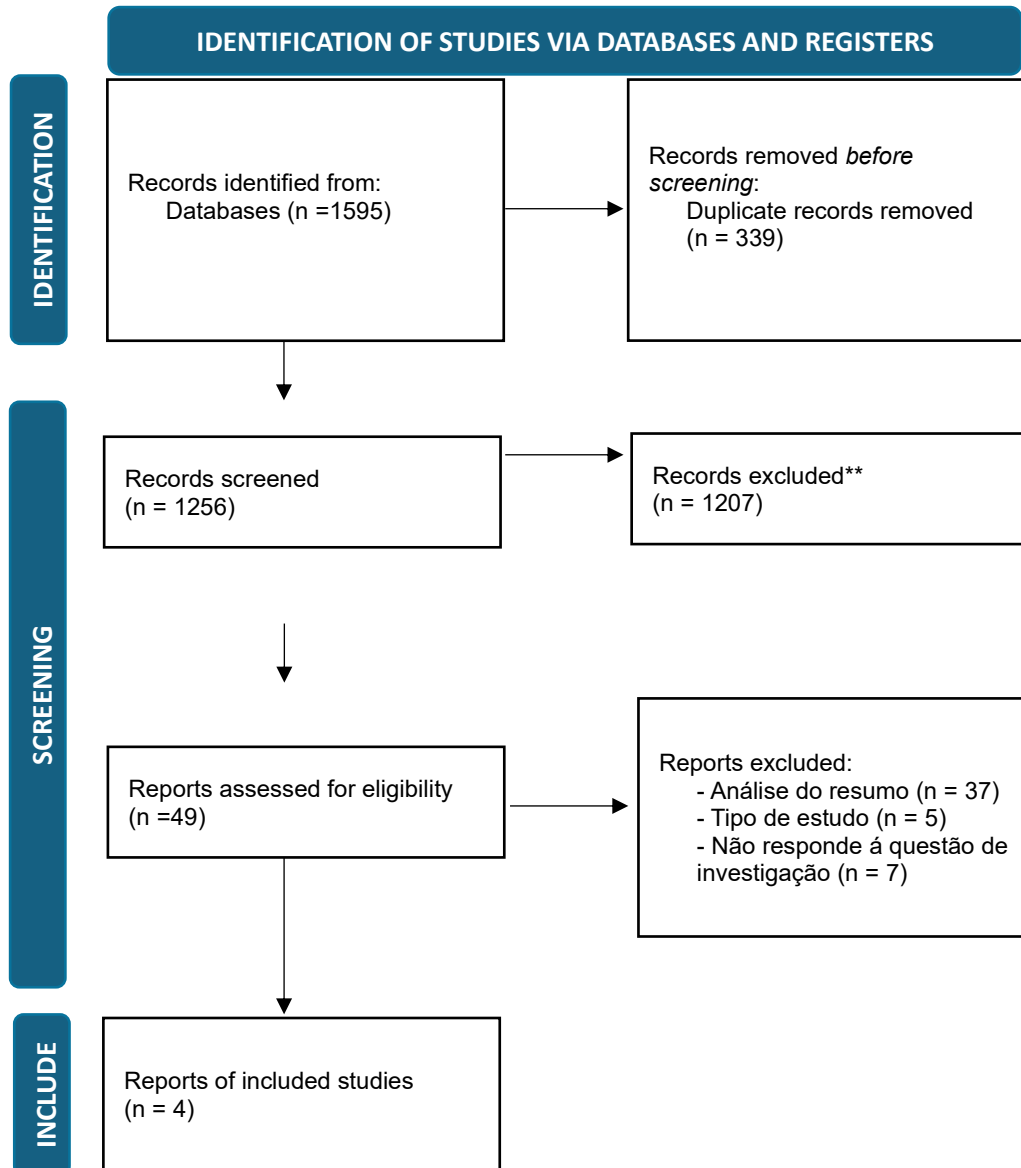 IDENTIFICATION OF STUDIES VIA DATABASES AND REGISTERS
IDENTIFICATION
Records identified from:
Databases (n =1595)
Records removed before
screening:
Duplicate records removed
(n = 339)
SCREENING
Records screened
(n = 1256)
Records excluded**
(n = 1207)
Reports assessed for eligibility
(n =49)
Reports excluded:
- Análise do resumo (n = 37)
- Tipo de estudo (n = 5)
- Não responde á questão de
investigação (n = 7)
INCLUDE
Reports of included studies
(n = 4)